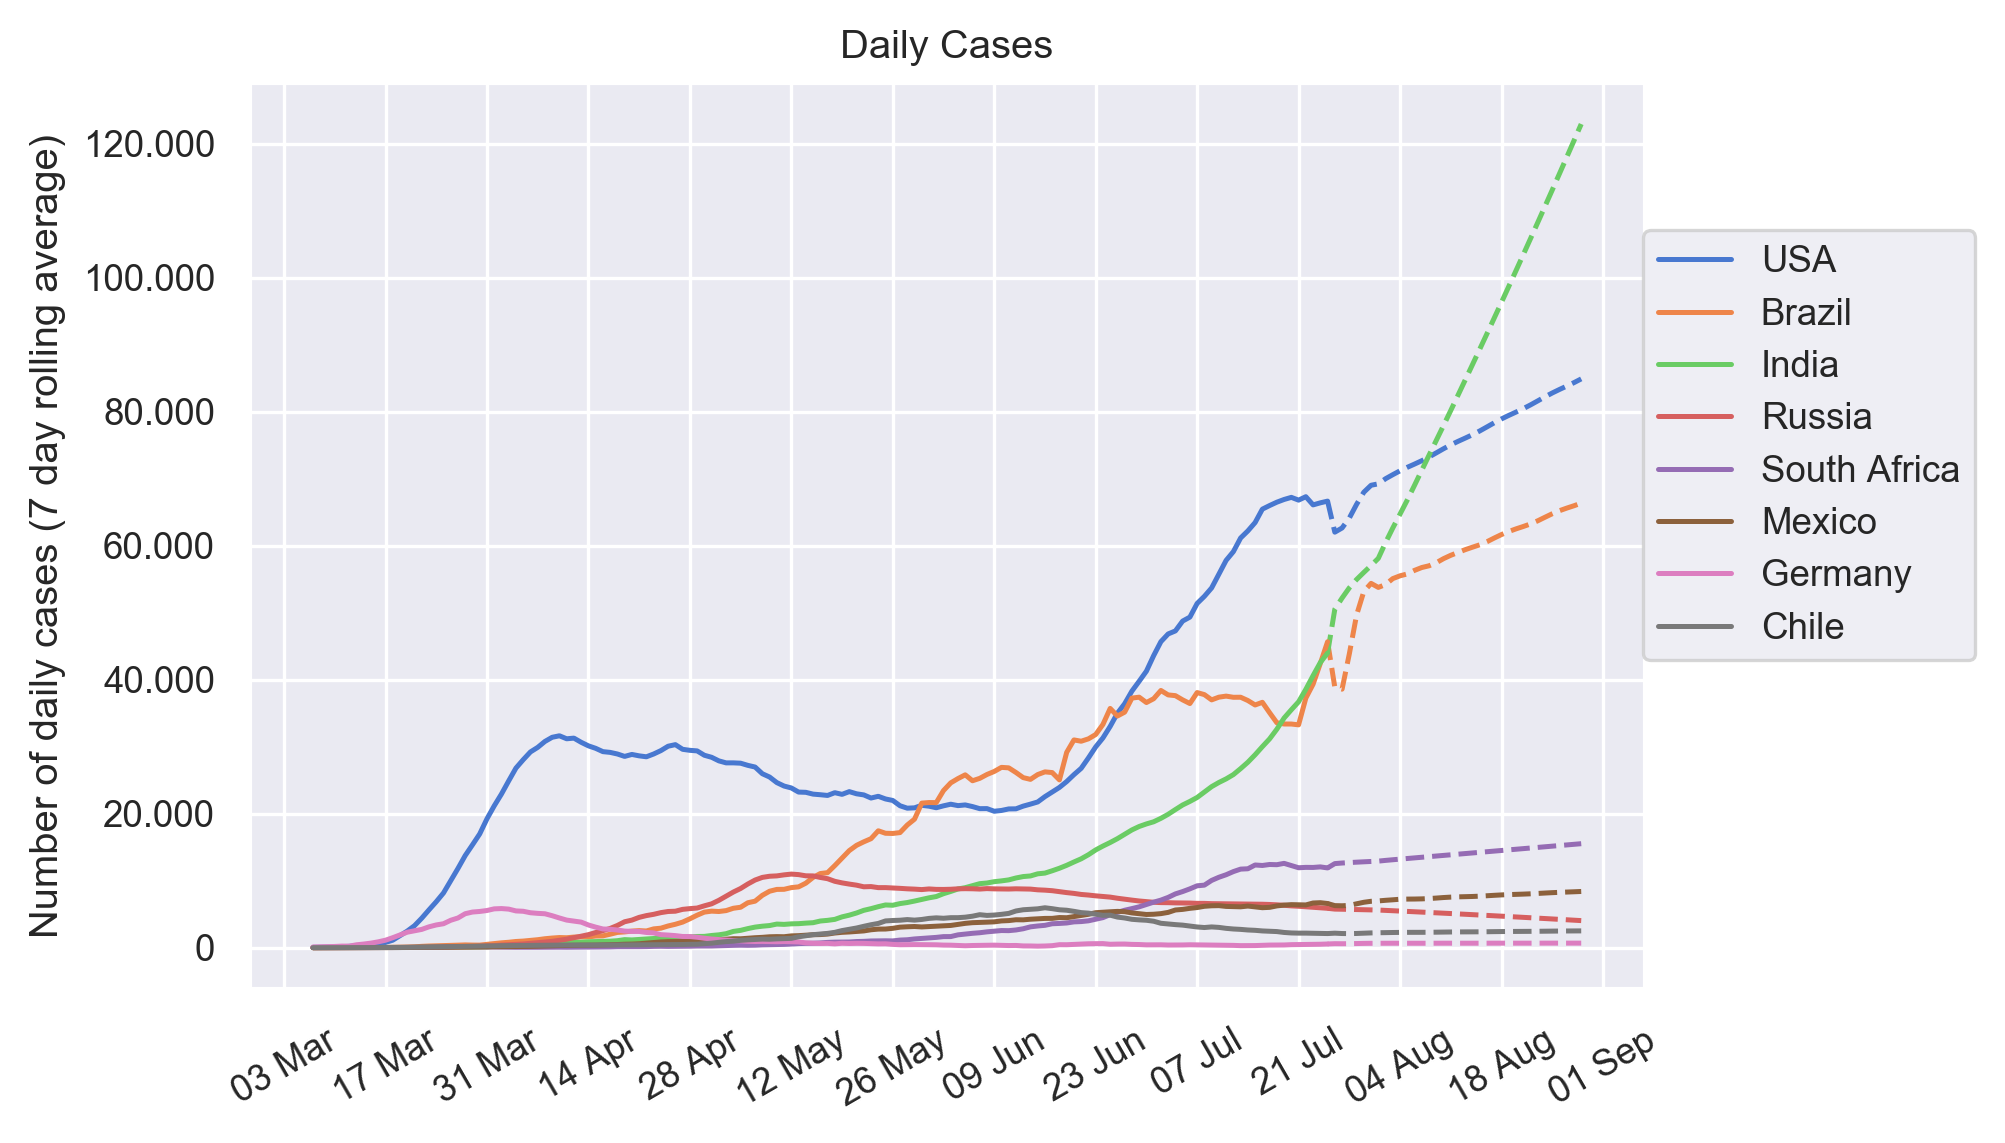 Daily Cases
Number of daily cases (7 day rolling average)
120.000
100.000
80.000
60.000
40.000
20.000
0
03 Mar
17 Mar
31 Mar
14 Apr
28 Apr
12 May
26 May
09 Jun
23 Jun
07 Jul
21 Jul
04 Aug
18 Aug
01 Sep
USA
Brazil
India
Russia
South Africa
Mexico
Germany
Chile